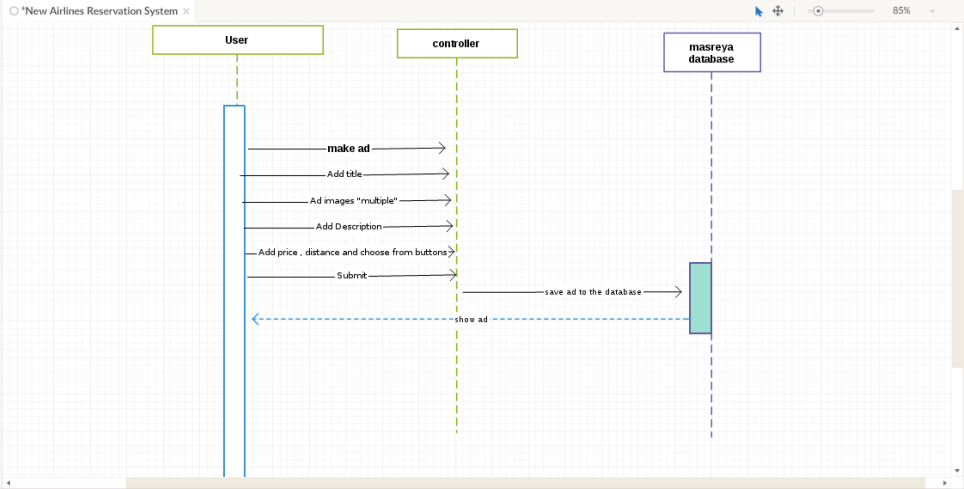 *New Airlines Reservation System
85%
User
controller
masreya
database
make ad
Add title
Ad images "multiple"
Add Description
Add price , distance and choose from buttons
Submit
save ad to the database
show ad